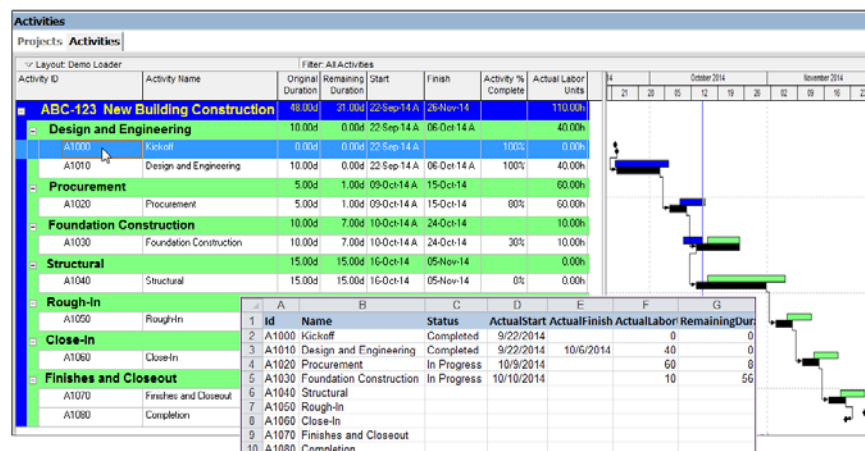 Activities
Projects Activities
Layout: Demo Loader Filter: All Activities
Activity ID Activity Name Original Duration Remaining Duration Start Finish Activity % Complete Actual Labor Units 14 October 2014 November 2014
21 28 05 12 19 26 02 09 16 23
ABC-123 New Building Construction 48.00d 31.00d 22-Sep-14 A 26-Nov-14 110.00h
Design and Engineering 10.00d 0.00d 22-Sep-14 A 06-Oct-14 A 40.00h
A1000 Kickoff 0.00d 0.00d 22-Sep-14 A 100% 0.00h
A1010 Design and Engineering 10.00d 0.00d 22-Sep-14 A 06-Oct-14 A 100% 40.00h
Procurement 5.00d 1.00d 09-Oct-14 A 15-Oct-14 60.00h
A1020 Procurement 5.00d 1.00d 09-Oct-14 A 15-Oct-14 80% 60.00h
Foundation Construction 10.00d 7.00d 10-Oct-14 A 24-Oct-14 10.00h
A1030 Foundation Construction 10.00d 7.00d 10-Oct-14 A 24-Oct-14 30% 10.00h
Structural 15.00d 15.00d 16-Oct-14 05-Nov-14 0.00h
A1040 Structural 15.00d 15.00d 16-Oct-14 05-Nov-14 0% 0.00h
Rough-In
A1050 Rough-In
Close-In
A1060 Close-In
Finishes and Closeout
A1070 Finishes and Closeout
A1080 Completion
A B C D E F G
1 Id Name Status ActualStart ActualFinish ActualLabor RemainingDur
2 A1000 Kickoff Completed 9/22/2014 0 0
3 A1010 Design and Engineering Completed 9/22/2014 10/6/2014 40 0
4 A1020 Procurement In Progress 10/9/2014 60 8
5 A1030 Foundation Construction In Progress 10/10/2014 10 56
6 A1040 Structural
7 A1050 Rough-In
8 A1060 Close-In
9 A1070 Finishes and Closeout
10 A1080 Completion